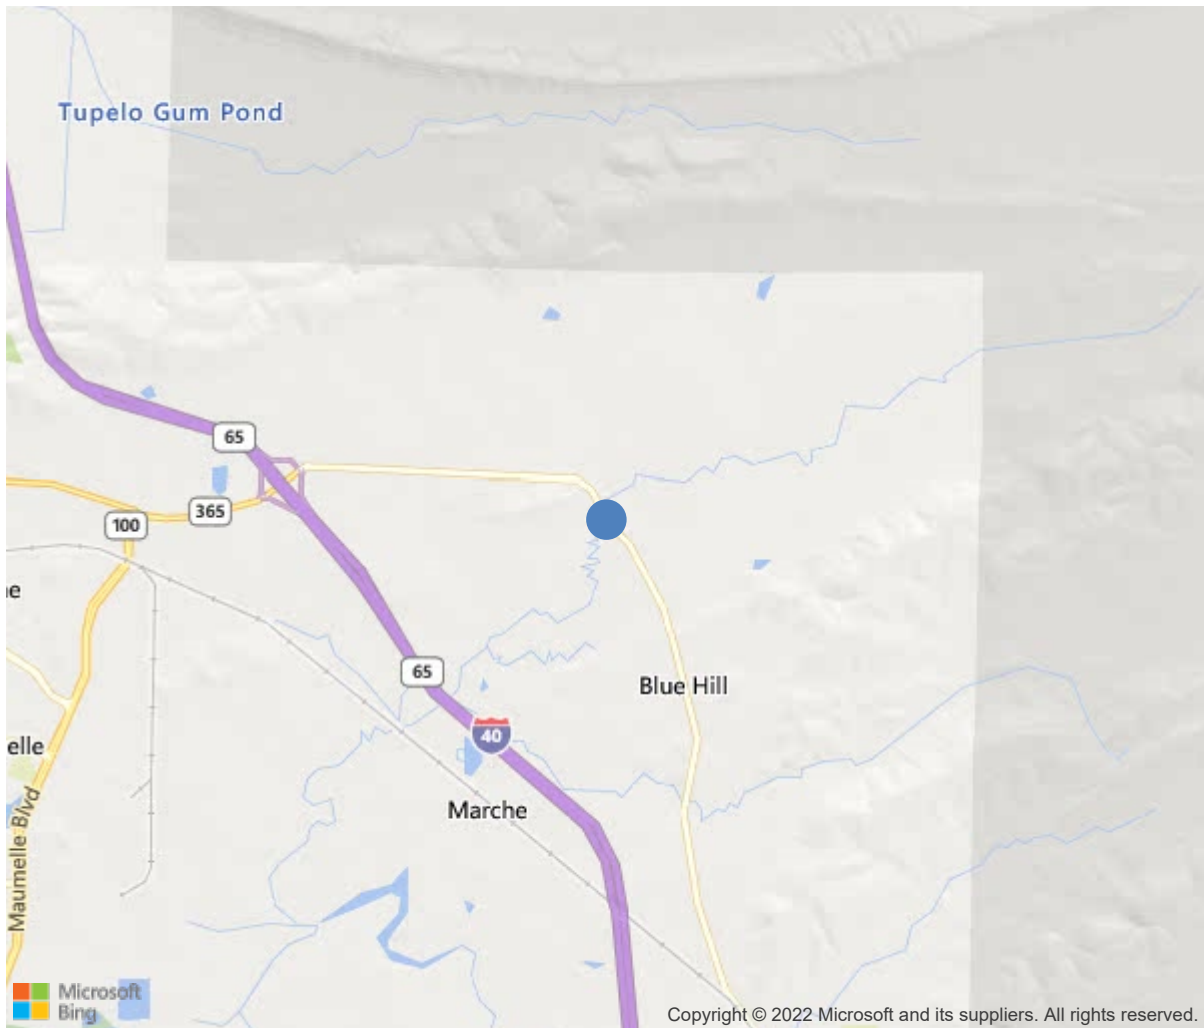 Tupelo Gum Pond
65
365
100
e
65
Blue Hill
elle
40
Marche
Maumelle Blvd
Microsoft
Bing
Copyright © 2022 Microsoft and its suppliers. All rights reserved.